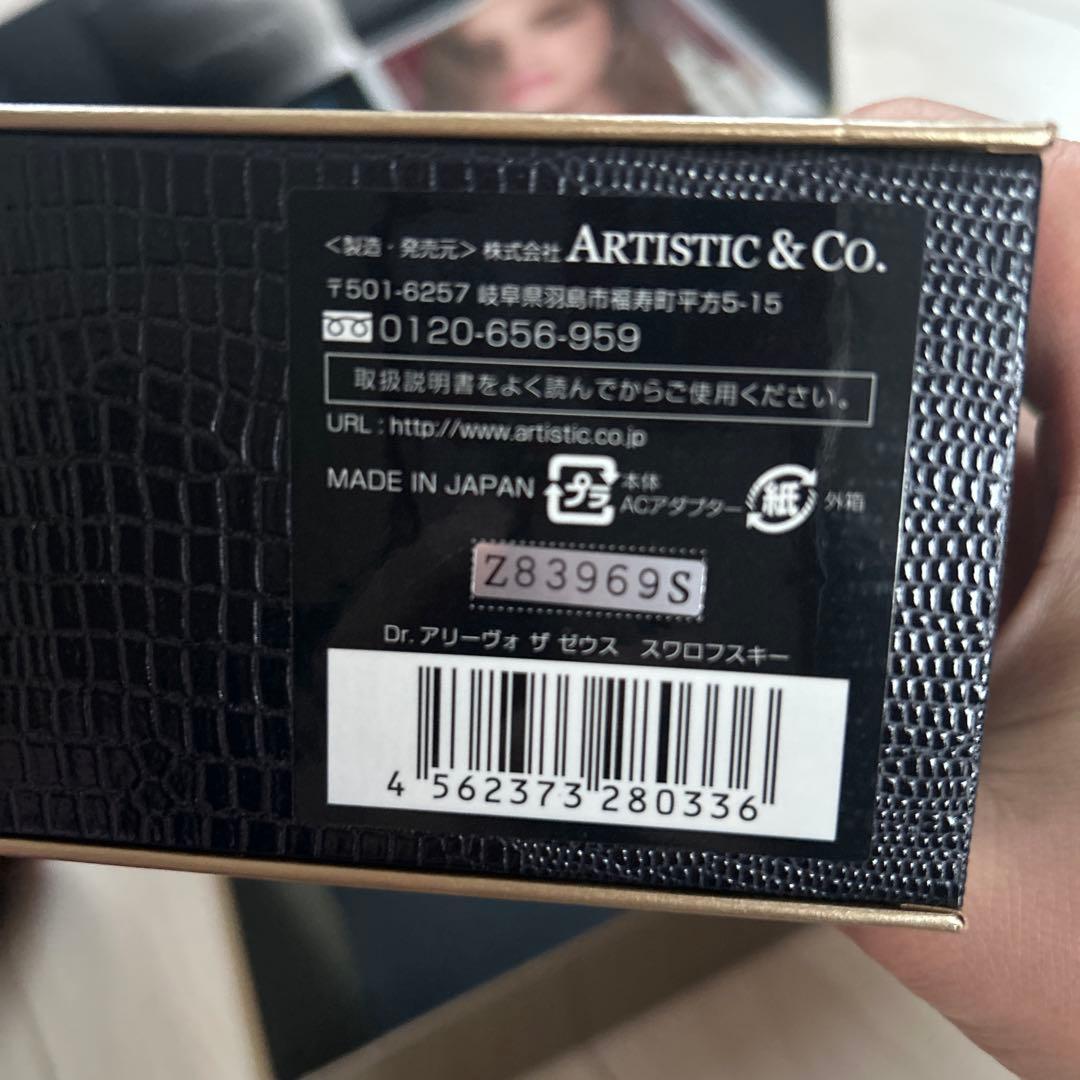 <製造・発売元> 株式会社 ARTISTIC & CO.
〒501-6257 岐阜県羽島市福寿町平方5-15
0120-656-959
取扱説明書をよく読んでからご使用ください。
URL : http://www.artistic.co.jp
MADE IN JAPAN プラ 本体 ACアダプター 紙 外箱
Z83969S
Dr. アリーヴォ ザ ゼウス スワロフスキー
4 562373 280336